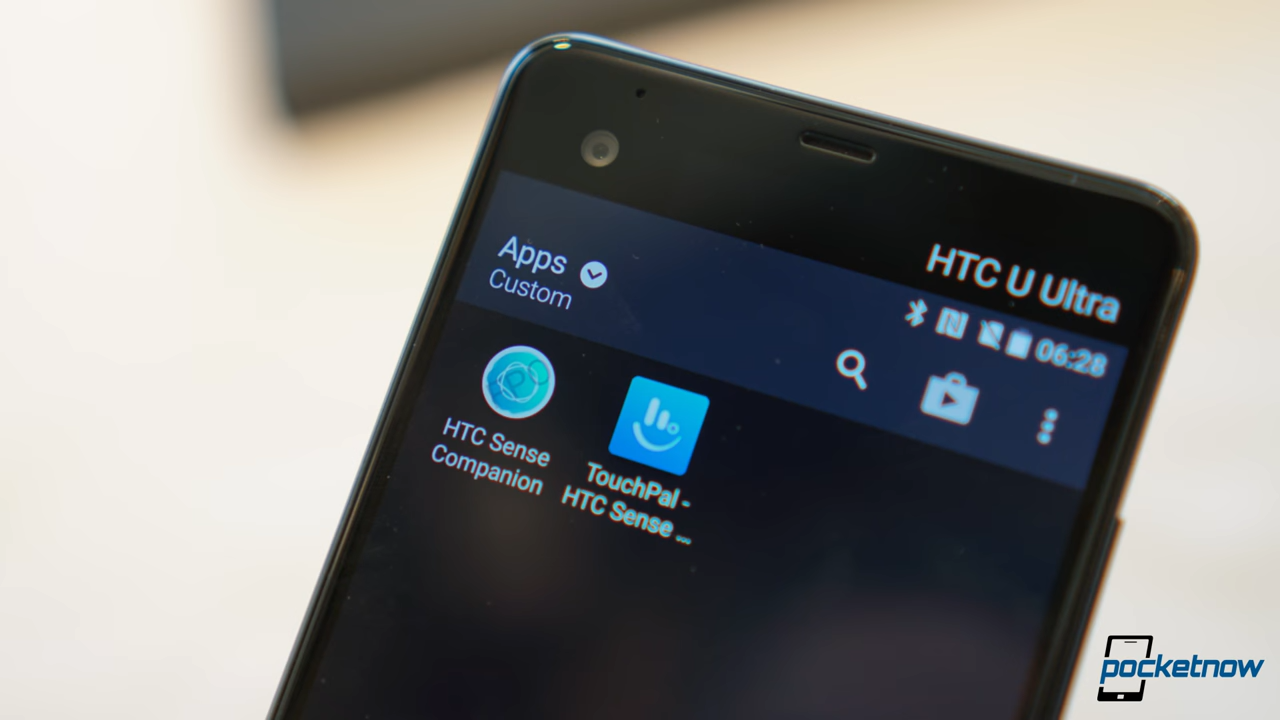 HTC U Ultra
06:28
Apps
Custom
HTC Sense
Companion
TouchPal -
HTC Sense ...
pocketnow